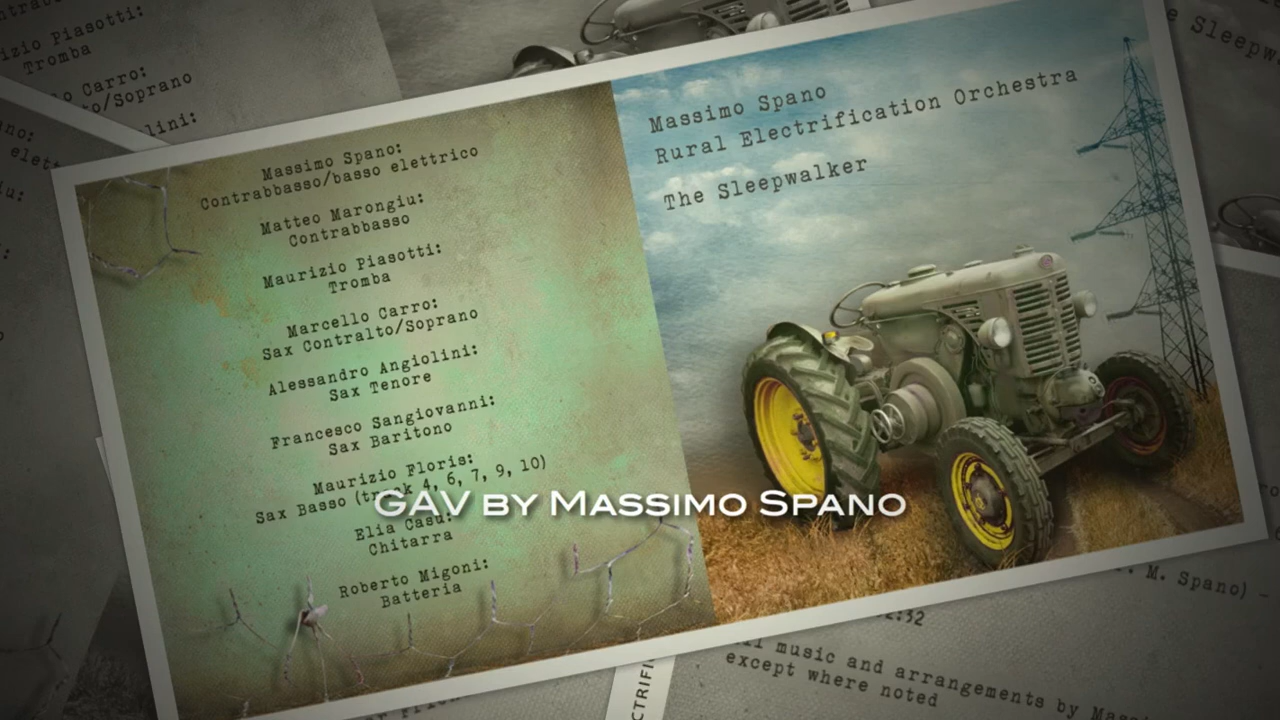 Massimo Spano:
Contrabbasso/basso elettrico
Matteo Marongiu:
Contrabbasso
Maurizio Piasotti:
Tromba
Marcello Carro:
Sax Contralto/Soprano
Alessandro Angiolini:
Sax Tenore
Francesco Sangiovanni:
Sax Baritono
Maurizio Floris:
Sax Basso (track 4, 6, 7, 9, 10)
Elia Casu:
Chitarra
Roberto Migoni:
Batteria
Massimo Spano
Rural Electrification Orchestra
The Sleepwalker
GAV BY MASSIMO SPANO
Piasotti:
Tromba
Carro:
/Soprano
M. Spano) -
:32
music and arrangements by
except where noted